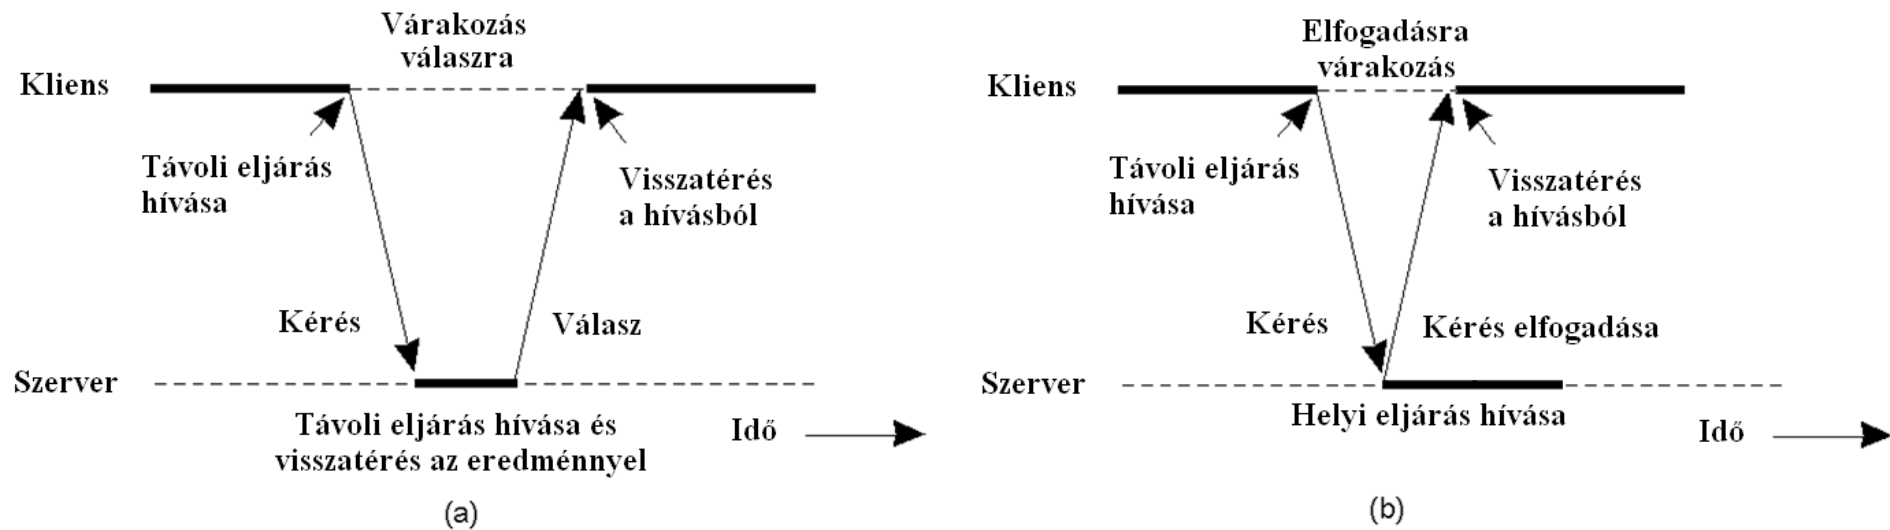 Várakozás
válaszra
Kliens
Távoli eljárás
hívása
Visszatérés
a hívásból
Kérés
Válasz
Szerver
Távoli eljárás hívása és
visszatérés az eredménnyel
Idő
(a)
Elfogadásra
várakozás
Kliens
Távoli eljárás
hívása
Visszatérés
a hívásból
Kérés
Kérés elfogadása
Szerver
Helyi eljárás hívása
Idő
(b)